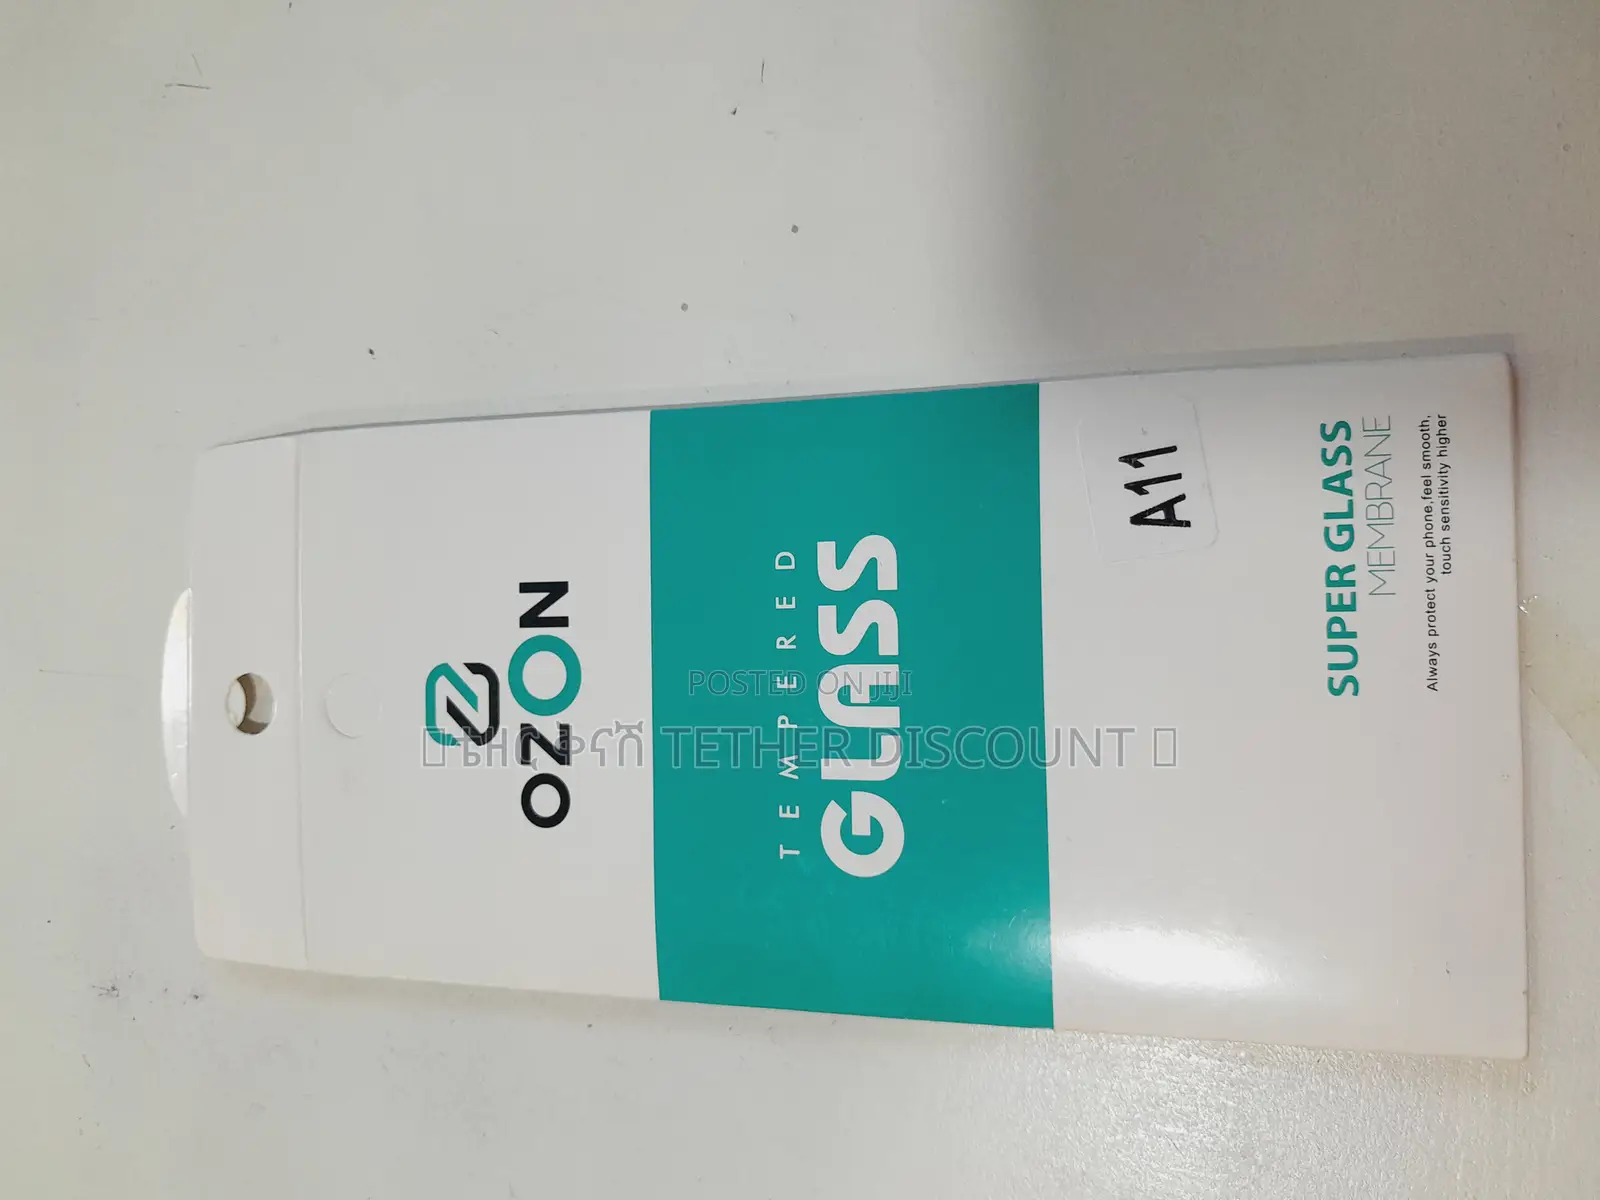 OZON
TEMPERED
GLASS
A11
SUPER GLASS
MEMBRANE
Always protect your phone,feel smooth,
touch sensitivity higher
POSTED ON JIJI
TETHER DISCOUNT